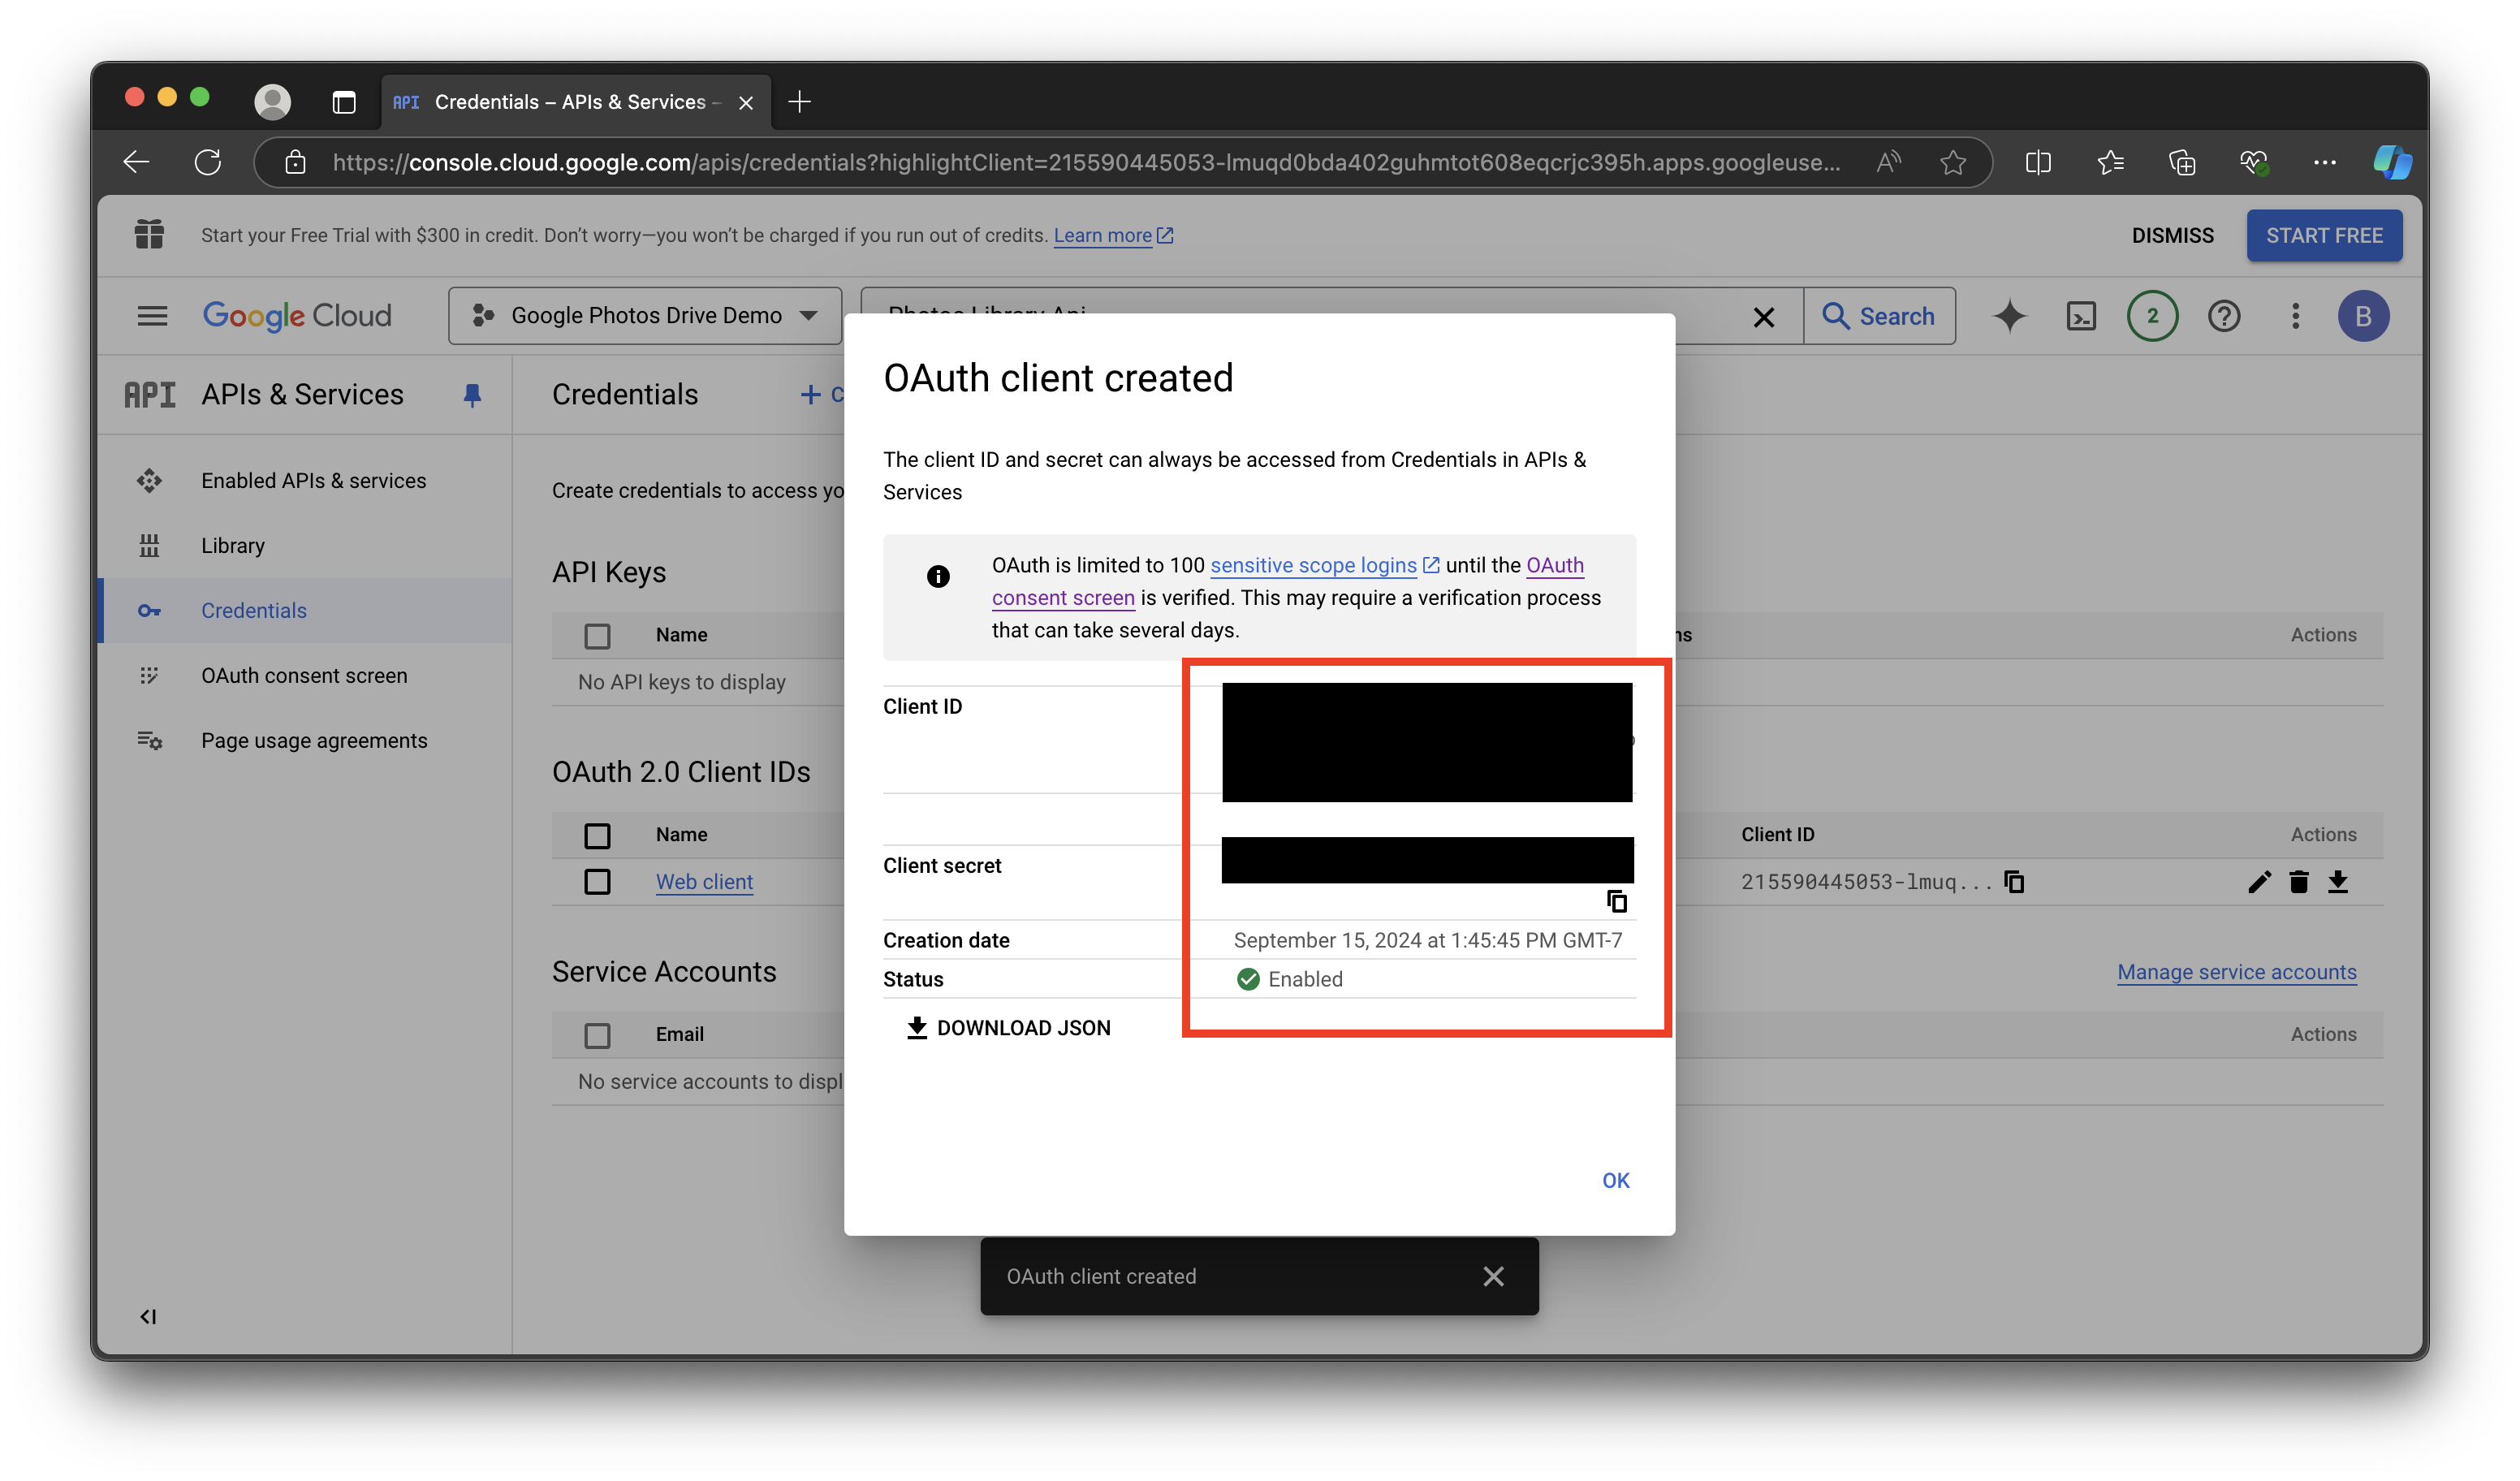 API Credentials – APIs & Services –
https://console.cloud.google.com/apis/credentials?highlightClient=215590445053-lmuqd0bda402guhmtot608eqcrjc395h.apps.googleuse...
Start your Free Trial with $300 in credit. Don't worry—you won't be charged if you run out of credits. Learn more
DISMISS
START FREE
Google Cloud
Google Photos Drive Demo
Photos Library Api
Search
2
B
API APIs & Services
Enabled APIs & services
Library
Credentials
OAuth consent screen
Page usage agreements
Credentials
+ C
Create credentials to access yo
API Keys
Name
Actions
No API keys to display
OAuth 2.0 Client IDs
Name
Client ID
Actions
Web client
215590445053-lmuq...
Service Accounts
Manage service accounts
Email
Actions
No service accounts to displ
OAuth client created
The client ID and secret can always be accessed from Credentials in APIs &
Services
OAuth is limited to 100 sensitive scope logins until the OAuth
consent screen is verified. This may require a verification process
that can take several days.
Client ID
Client secret
Creation date
September 15, 2024 at 1:45:45 PM GMT-7
Status
Enabled
DOWNLOAD JSON
OK
OAuth client created